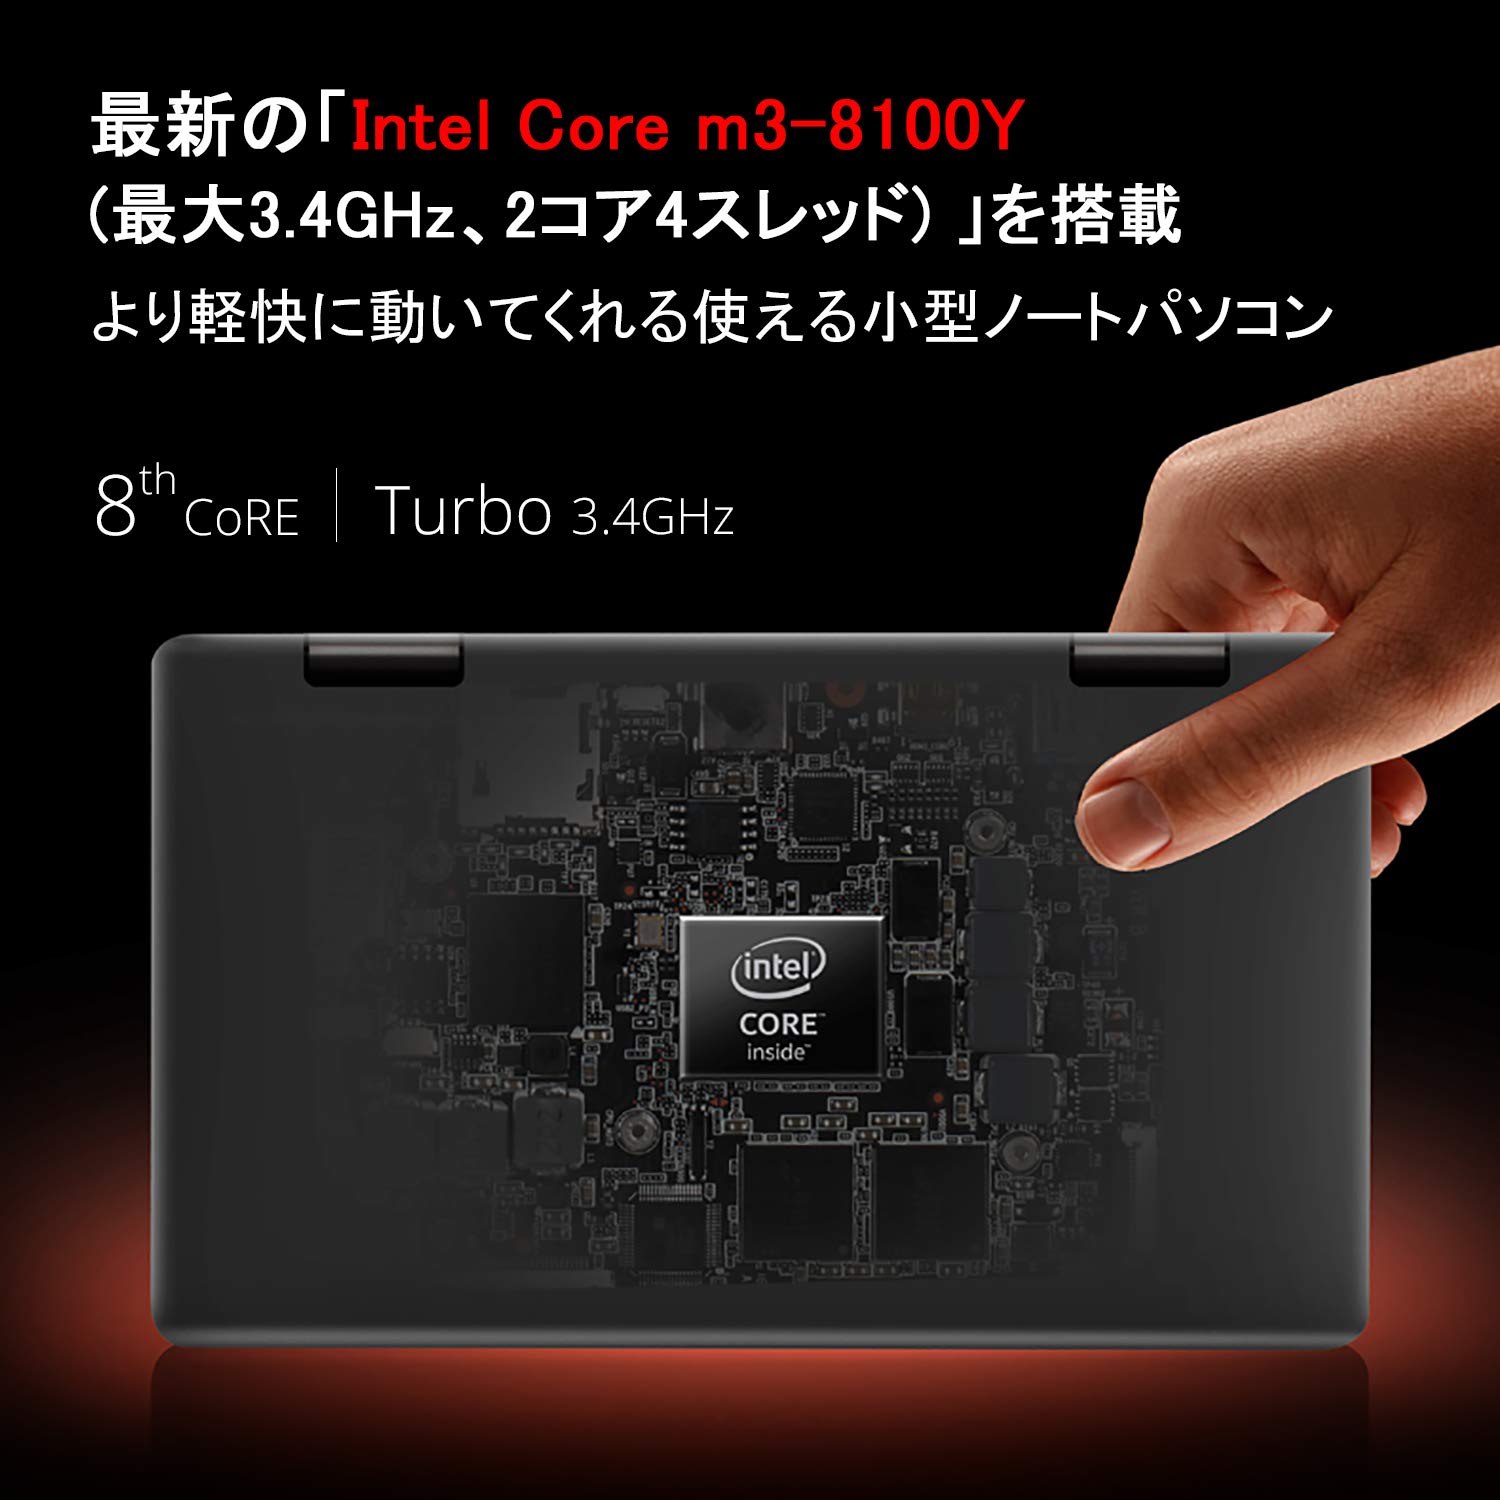 最新の「Intel Core m3-8100Y
(最大3.4GHz、2コア4スレッド)」を搭載
より軽快に動いてくれる使える小型ノートパソコン
8th CoRE | Turbo 3.4GHz
intel
CORE™
inside™